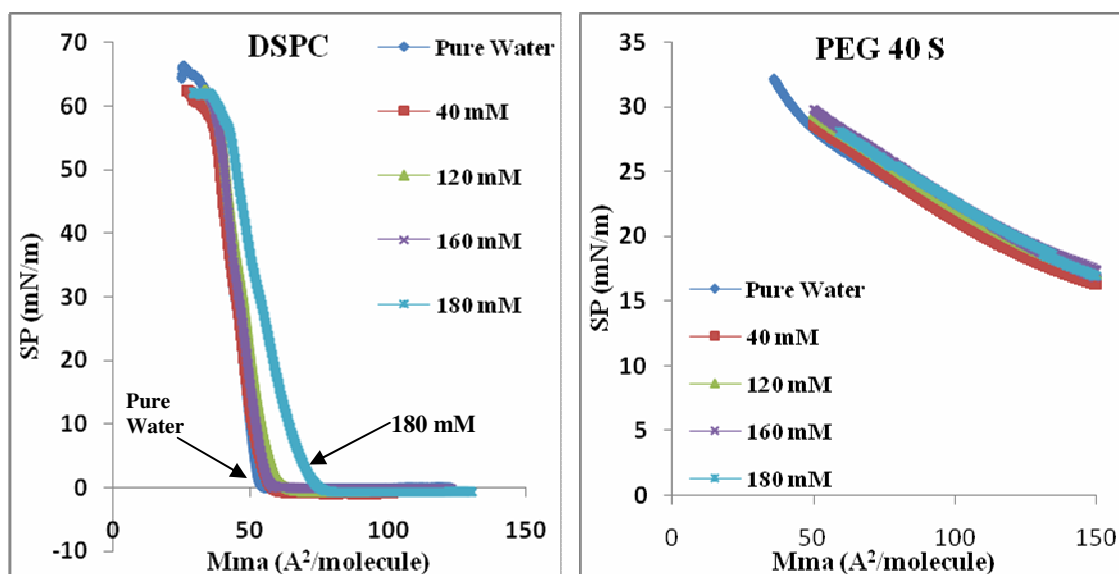 DSPC
70
60
50
40
30
20
10
0
-10
SP (mN/m)
Pure Water
40 mM
120 mM
160 mM
180 mM
Pure
Water
180 mM
0
50
100
150
Mma (A²/molecule)
PEG 40 S
35
30
25
20
15
10
5
0
SP (mN/m)
Pure Water
40 mM
120 mM
160 mM
180 mM
0
50
100
150
Mma (A²/molecule)